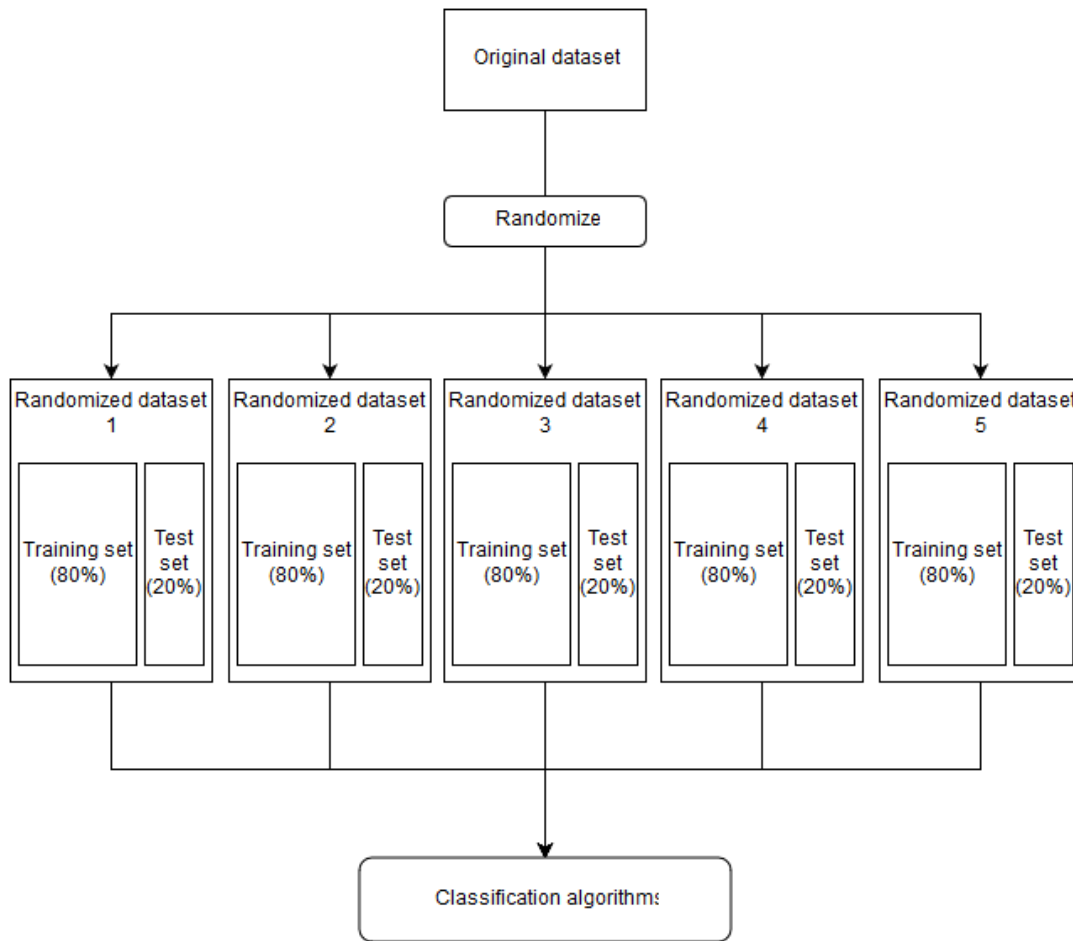 Original dataset
Randomize
Randomized dataset
1
Training set
(80%)
Test
set
(20%)
Randomized dataset
2
Training set
(80%)
Test
set
(20%)
Randomized dataset
3
Training set
(80%)
Test
set
(20%)
Randomized dataset
4
Training set
(80%)
Test
set
(20%)
Randomized dataset
5
Training set
(80%)
Test
set
(20%)
Classification algorithms